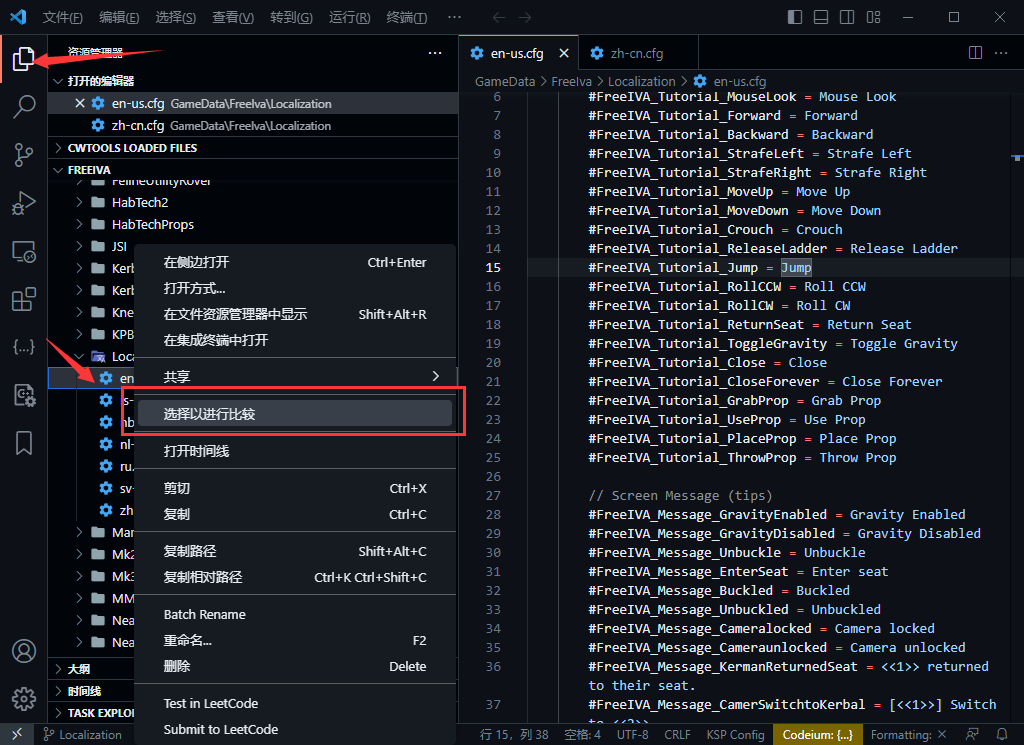 文件(F) 编辑(E) 选择(S) 查看(V) 转到(G) 运行(R) 终端(T) ···
资源管理器
打开的编辑器
en-us.cfg GameData\FreeIva\Localization
zh-cn.cfg GameData\FreeIva\Localization
CWTOOLS LOADED FILES
FREEIVA
FelineUtilityRover
HabTech2
HabTechProps
JSI
Kerb
Kerb
Kne
KPB
Loca
en
s-
nb
nl-
ru.
sv-
zh
Mar
Mk2
Mk3
MM
Nea
Nea
大纲
时间线
TASK EXPLO
在侧边打开 Ctrl+Enter
打开方式...
在文件资源管理器中显示 Shift+Alt+R
在集成终端中打开
共享
选择以进行比较
打开时间线
剪切 Ctrl+X
复制 Ctrl+C
复制路径 Shift+Alt+C
复制相对路径 Ctrl+K Ctrl+Shift+C
Batch Rename
重命名... F2
删除 Delete
Test in LeetCode
Submit to LeetCode
en-us.cfg zh-cn.cfg
GameData > FreeIva > Localization > en-us.cfg
6 #FreeIVA_Tutorial_MouseLook = Mouse Look
7 #FreeIVA_Tutorial_Forward = Forward
8 #FreeIVA_Tutorial_Backward = Backward
9 #FreeIVA_Tutorial_StrafeLeft = Strafe Left
10 #FreeIVA_Tutorial_StrafeRight = Strafe Right
11 #FreeIVA_Tutorial_MoveUp = Move Up
12 #FreeIVA_Tutorial_MoveDown = Move Down
13 #FreeIVA_Tutorial_Crouch = Crouch
14 #FreeIVA_Tutorial_ReleaseLadder = Release Ladder
15 #FreeIVA_Tutorial_Jump = Jump
16 #FreeIVA_Tutorial_RollCCW = Roll CCW
17 #FreeIVA_Tutorial_RollCW = Roll CW
18 #FreeIVA_Tutorial_ReturnSeat = Return Seat
19 #FreeIVA_Tutorial_ToggleGravity = Toggle Gravity
20 #FreeIVA_Tutorial_Close = Close
21 #FreeIVA_Tutorial_CloseForever = Close Forever
22 #FreeIVA_Tutorial_GrabProp = Grab Prop
23 #FreeIVA_Tutorial_UseProp = Use Prop
24 #FreeIVA_Tutorial_PlaceProp = Place Prop
25 #FreeIVA_Tutorial_ThrowProp = Throw Prop
26
27 // Screen Message (tips)
28 #FreeIVA_Message_GravityEnabled = Gravity Enabled
29 #FreeIVA_Message_GravityDisabled = Gravity Disabled
30 #FreeIVA_Message_Unbuckle = Unbuckle
31 #FreeIVA_Message_EnterSeat = Enter seat
32 #FreeIVA_Message_Buckled = Buckled
33 #FreeIVA_Message_Unbuckled = Unbuckled
34 #FreeIVA_Message_Cameralocked = Camera locked
35 #FreeIVA_Message_Cameraunlocked = Camera unlocked
36 #FreeIVA_Message_KermanReturnedSeat = <<1>> returned
to their seat.
37 #FreeIVA_Message_CamerSwitchtoKerbal = [<<1>>] Switch
to <<2>>
Localization 行 15，列 38 空格: 4 UTF-8 CRLF KSP Config Codeium: {...} Formatting: ✕